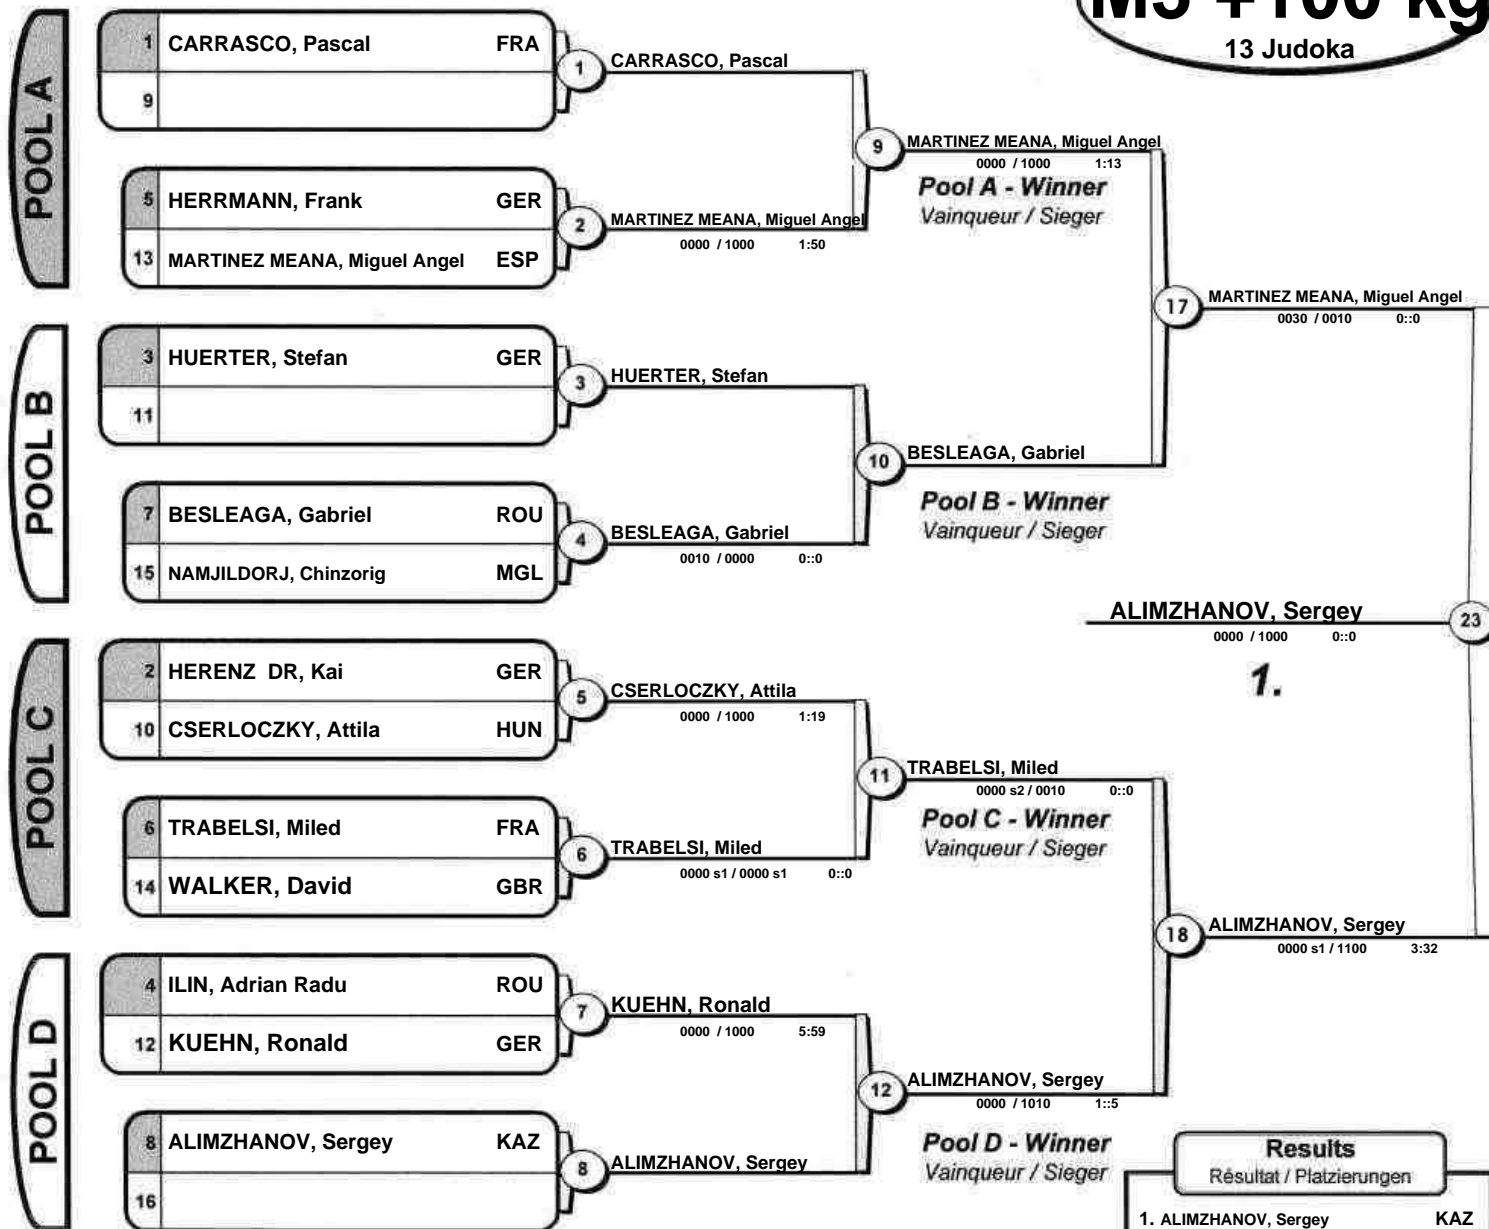 M5 +100 kg
13 Judoka
POOL A
1 CARRASCO, Pascal FRA
9
5 HERRMANN, Frank GER
13 MARTINEZ MEANA, Miguel Angel ESP
1 CARRASCO, Pascal
2 MARTINEZ MEANA, Miguel Angel
0000 / 1000 1:50
9 MARTINEZ MEANA, Miguel Angel
0000 / 1000 1:13
Pool A - Winner
Vainqueur / Sieger
POOL B
3 HUERTER, Stefan GER
11
7 BESLEAGA, Gabriel ROU
15 NAMJILDORJ, Chinzorig MGL
3 HUERTER, Stefan
4 BESLEAGA, Gabriel
0010 / 0000 0::0
10 BESLEAGA, Gabriel
Pool B - Winner
Vainqueur / Sieger
17 MARTINEZ MEANA, Miguel Angel
0030 / 0010 0::0
ALIMZHANOV, Sergey 23
0000 / 1000 0::0
1.
POOL C
2 HERENZ DR, Kai GER
10 CSERLOCZKY, Attila HUN
6 TRABELSI, Miled FRA
14 WALKER, David GBR
5 CSERLOCZKY, Attila
0000 / 1000 1:19
6 TRABELSI, Miled
0000 s1 / 0000 s1 0::0
11 TRABELSI, Miled
0000 s2 / 0010 0::0
Pool C - Winner
Vainqueur / Sieger
18 ALIMZHANOV, Sergey
0000 s1 / 1100 3:32
POOL D
4 ILIN, Adrian Radu ROU
12 KUEHN, Ronald GER
8 ALIMZHANOV, Sergey KAZ
16
7 KUEHN, Ronald
0000 / 1000 5:59
8 ALIMZHANOV, Sergey
12 ALIMZHANOV, Sergey
0000 / 1010 1::5
Pool D - Winner
Vainqueur / Sieger
Results
Résultat / Platzierungen
1. ALIMZHANOV, Sergey KAZ